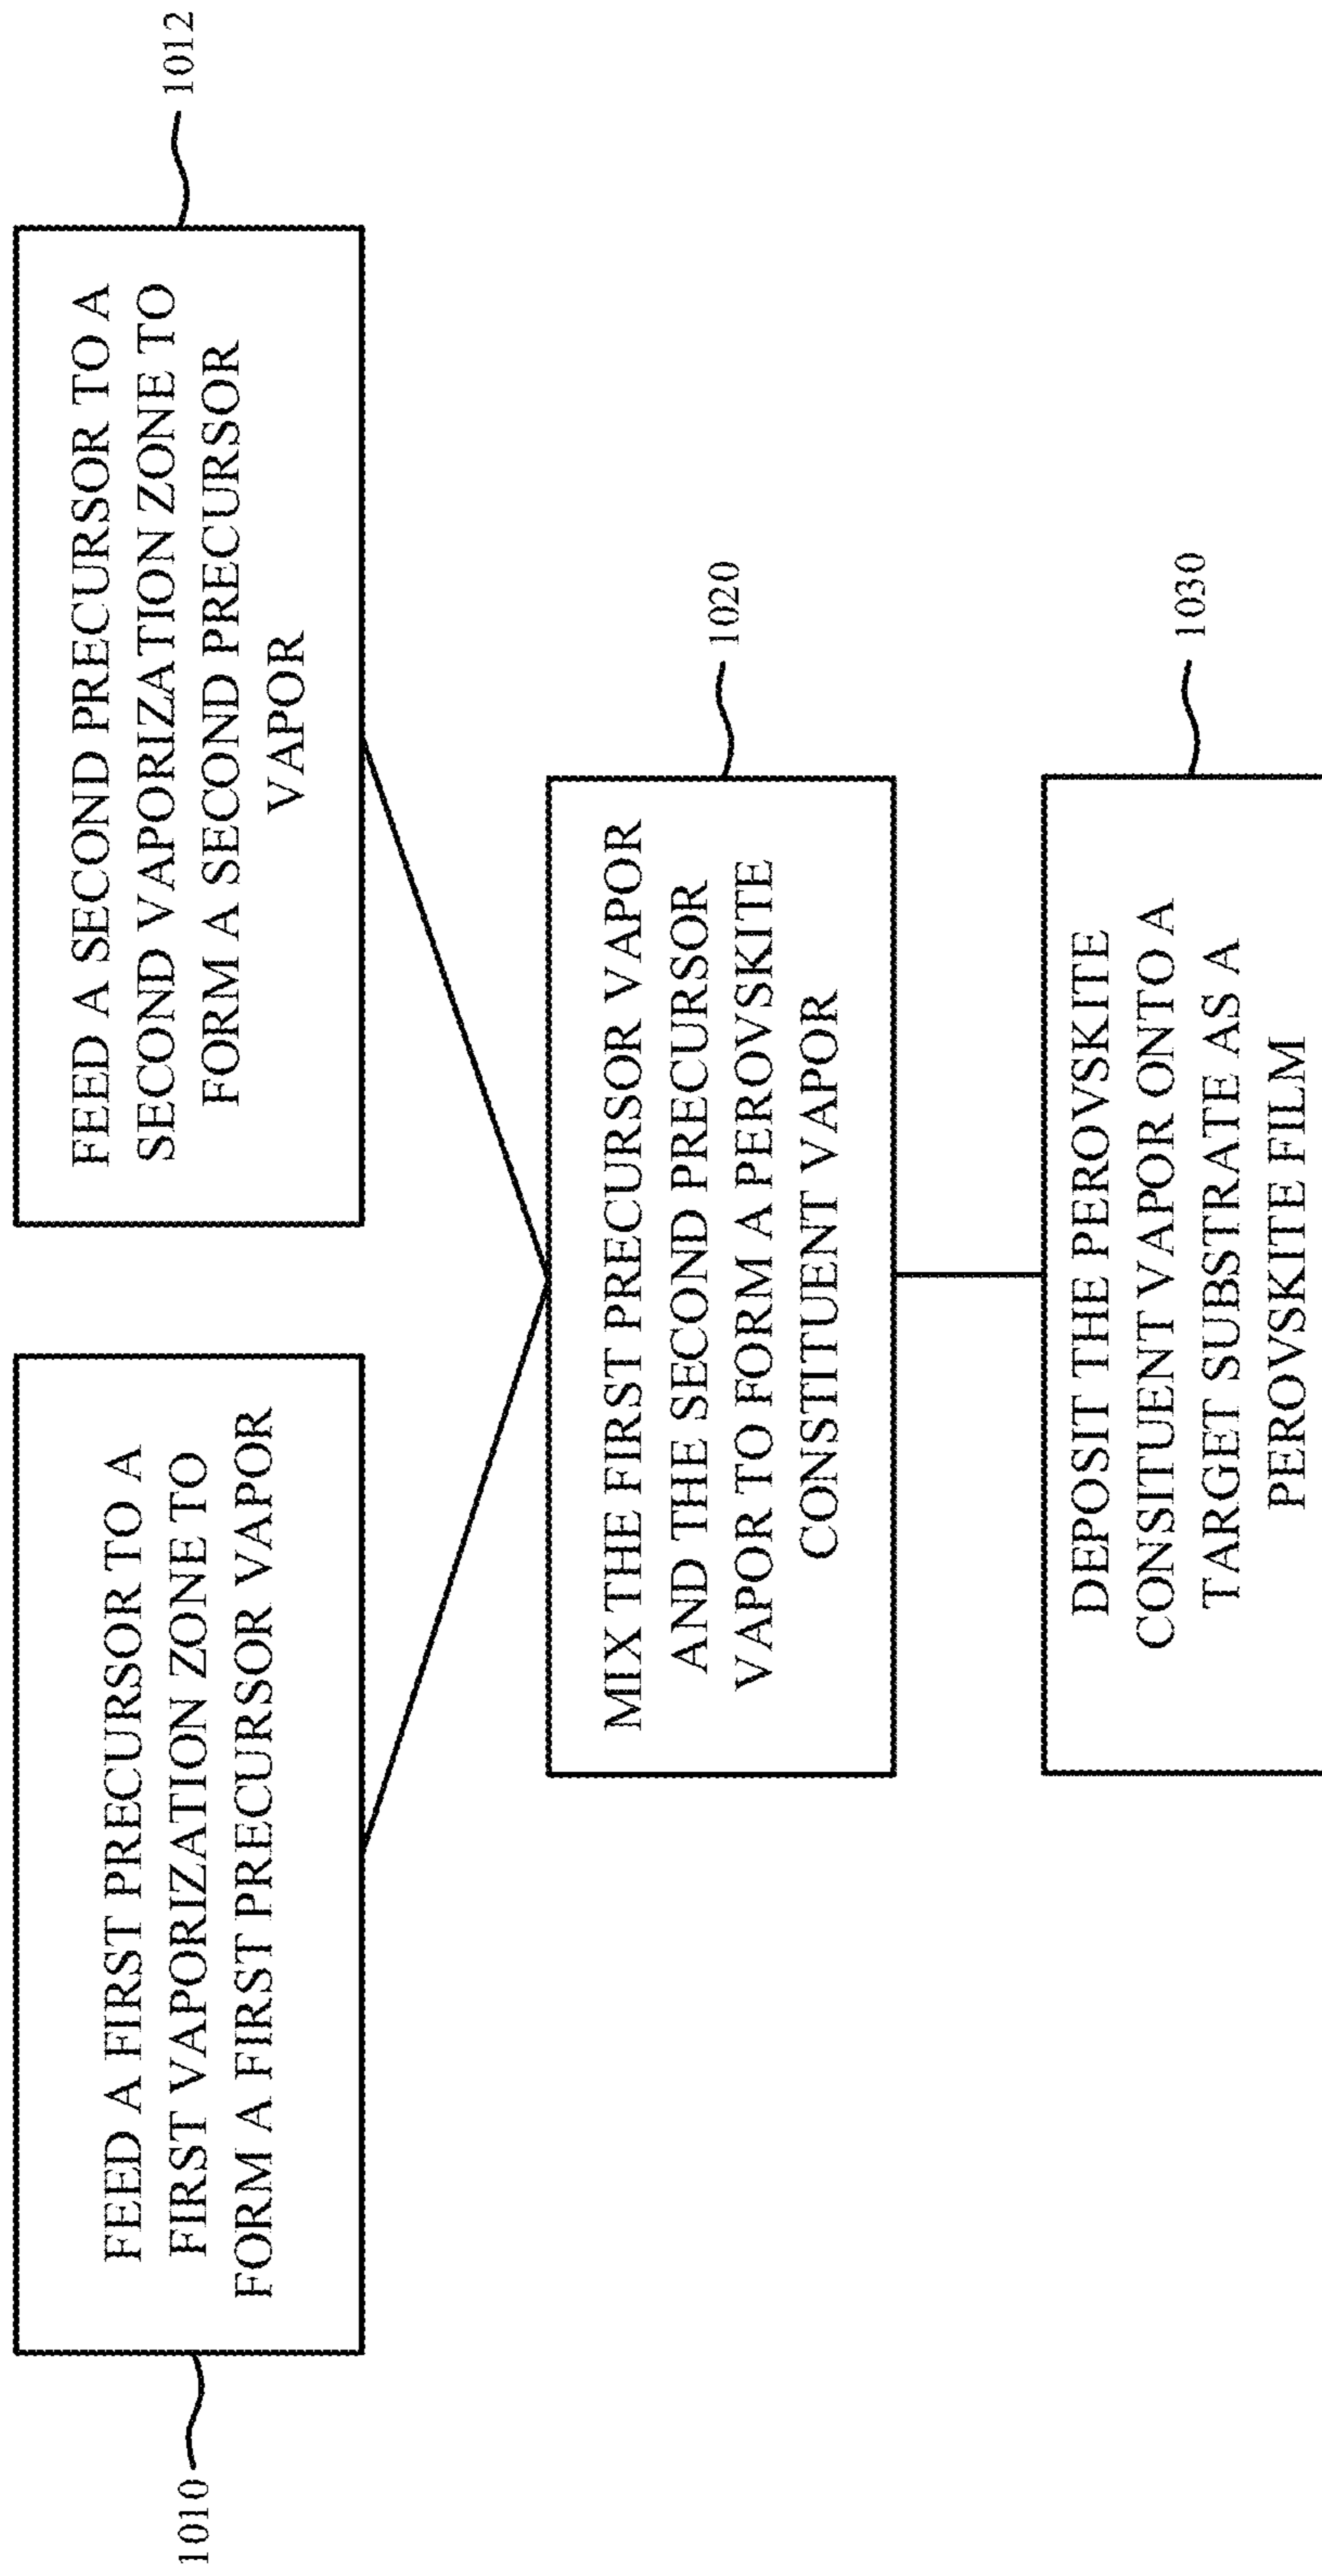 1010
FEED A FIRST PRECURSOR TO A
FIRST VAPORIZATION ZONE TO
FORM A FIRST PRECURSOR VAPOR
FEED A SECOND PRECURSOR TO A
SECOND VAPORIZATION ZONE TO
FORM A SECOND PRECURSOR
VAPOR
1012
MIX THE FIRST PRECURSOR VAPOR
AND THE SECOND PRECURSOR
VAPOR TO FORM A PEROVSKITE
CONSTITUENT VAPOR
1020
DEPOSIT THE PEROVSKITE
CONSITUENT VAPOR ONTO A
TARGET SUBSTRATE AS A
PEROVSKITE FILM
1030